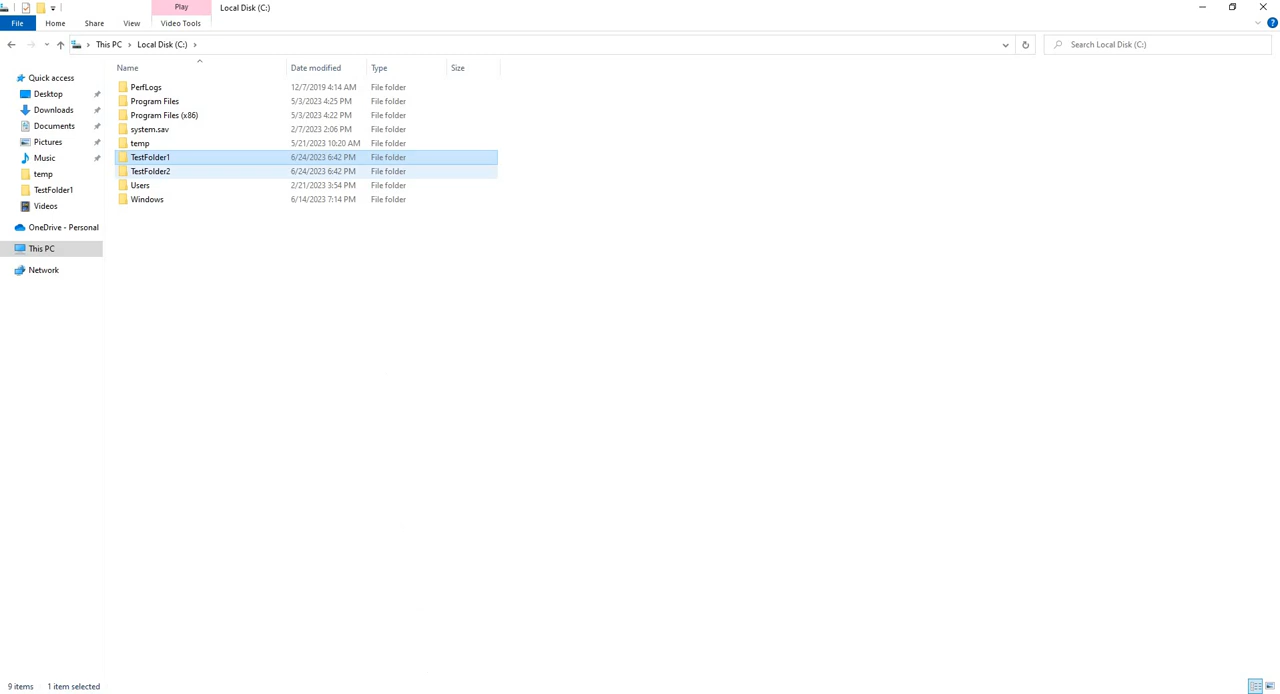 Play
Local Disk (C:)
File Home Share View Video Tools
This PC Local Disk (C:)
Search Local Disk (C:)
Name Date modified Type Size
Quick access
Desktop
Downloads
Documents
Pictures
Music
temp
TestFolder1
Videos
OneDrive - Personal
This PC
Network
PerfLogs 12/7/2019 4:14 AM File folder
Program Files 5/3/2023 4:25 PM File folder
Program Files (x86) 5/3/2023 4:22 PM File folder
system.sav 2/7/2023 2:06 PM File folder
temp 5/21/2023 10:20 AM File folder
TestFolder1 6/24/2023 6:42 PM File folder
TestFolder2 6/24/2023 6:42 PM File folder
Users 2/21/2023 3:54 PM File folder
Windows 6/14/2023 7:14 PM File folder
9 items 1 item selected